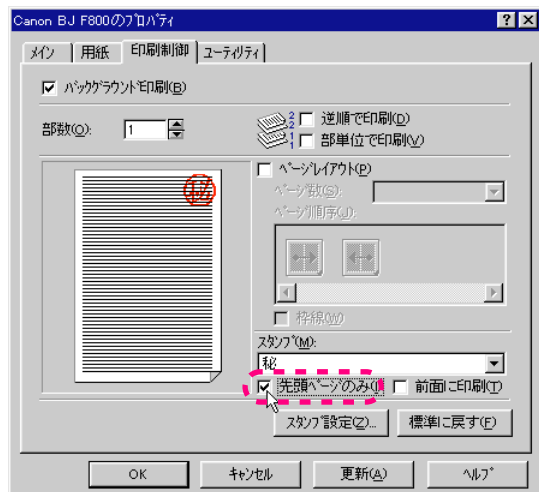 Canon BJ F800のプロパティ
メイン 用紙 印刷制御 ユーティリティ
バックグラウンド印刷(B)
部数(O): 1
逆順で印刷(D)
部単位で印刷(V)
ページレイアウト(P)
ページ数(S):
ページ順序(J):
枠線(W)
秘
スタンプ(M):
秘
先頭ページのみ(I) 前面に印刷(T)
スタンプ設定(Z)... 標準に戻す(F)
OK キャンセル 更新(A) ヘルプ